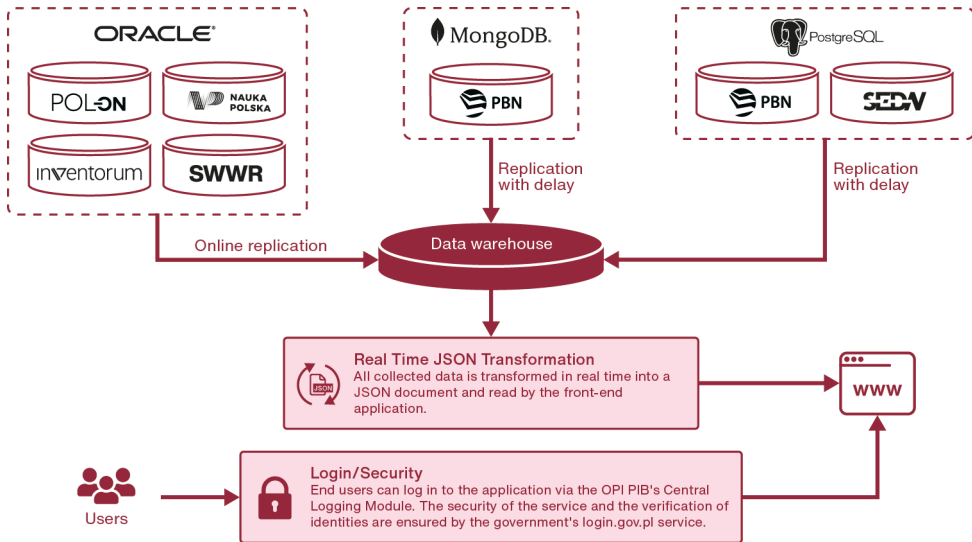 ORACLE®
POL-ON
NAUKA
POLSKA
inventorum
SWWR
MongoDB®
PBN
PostgreSQL
PBN
SEDN
Online replication
Replication
with delay
Replication
with delay
Data warehouse
Real Time JSON Transformation
All collected data is transformed in real time into a
JSON document and read by the front-end
application.
JSON
www
Users
Login/Security
End users can log in to the application via the OPI PIB's Central
Logging Module. The security of the service and the verification of
identities are ensured by the government's login.gov.pl service.